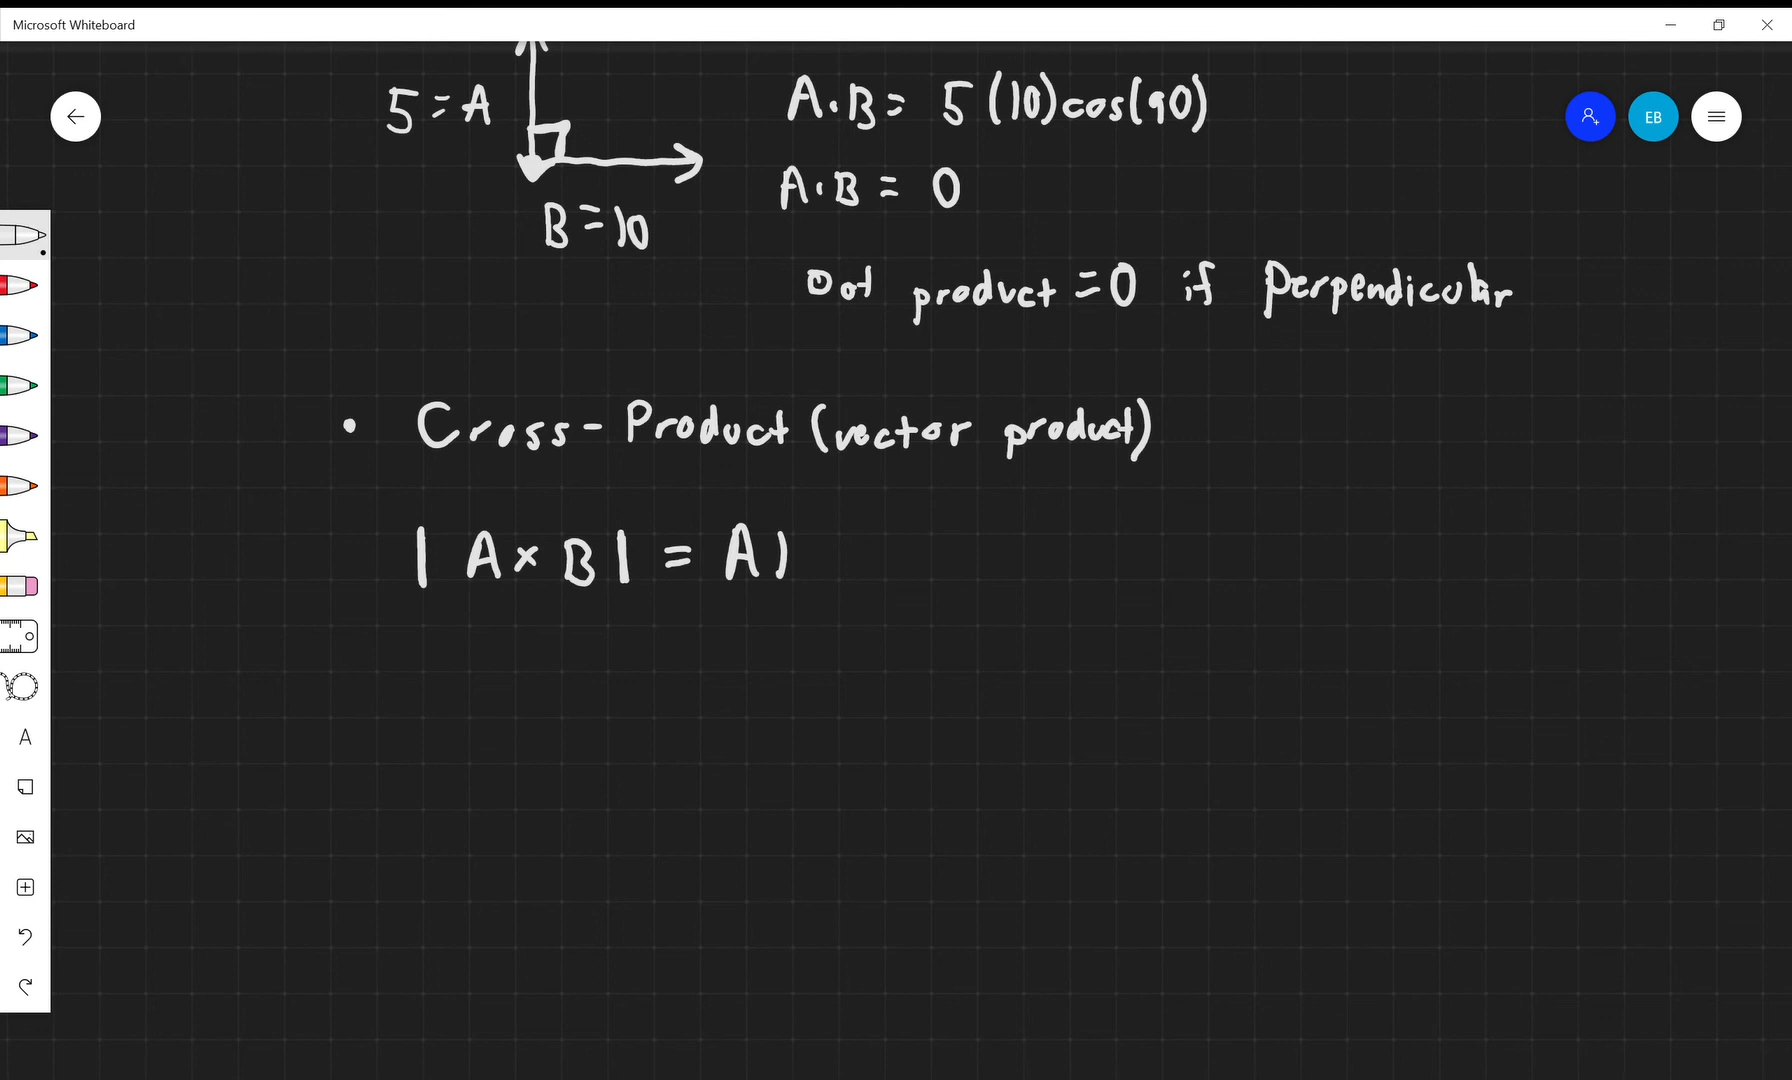 Microsoft Whiteboard
5 = A
A · B = 5 (10) cos(90)
EB
A · B = 0
B = 10
Dot product = 0 if Perpendicular
• Cross - Product (vector product)
| A × B | = A )
A